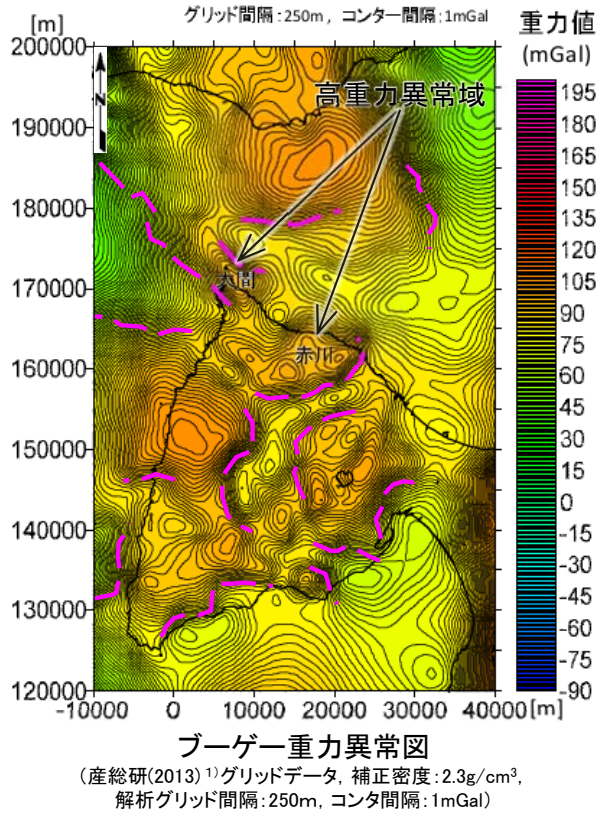 グリッド間隔:250m, コンター間隔:1mGal
[m]
重力値
(mGal)
200000
190000
180000
170000
160000
150000
140000
130000
120000
N
高重力異常域
大間
赤川
-10000 0 10000 20000 30000 40000 [m]
195
180
165
150
135
120
105
90
75
60
45
30
15
0
-15
-30
-45
-60
-75
-90
ブーゲー重力異常図
(産総研(2013)1)グリッドデータ, 補正密度:2.3g/cm³,
解析グリッド間隔:250m, コンタ間隔:1mGal)